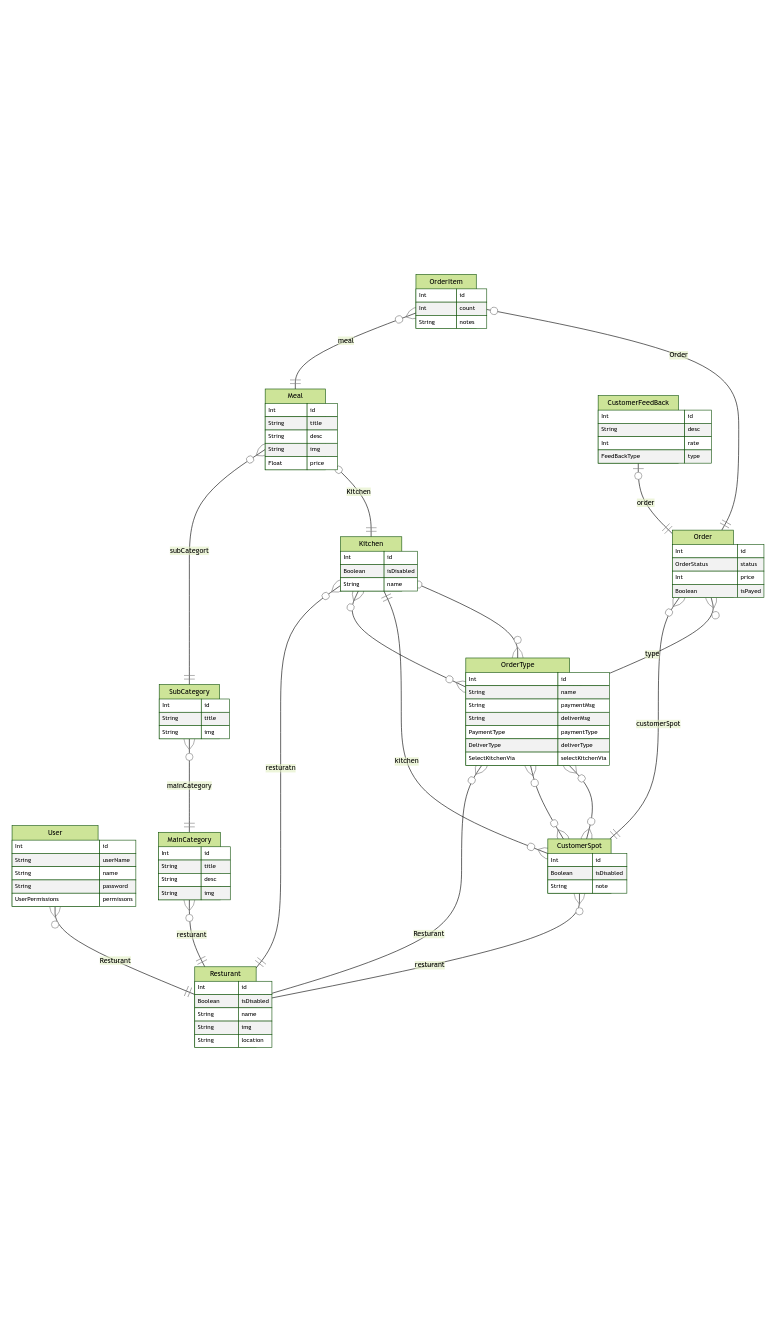 OrderItem
Int id
Int count
String notes
meal
Order
Meal
Int id
String title
String desc
String img
Float price
CustomerFeedBack
Int id
String desc
Int rate
FeedBackType type
Kitchen
order
subCategort
Kitchen
Int id
Boolean isDisabled
String name
Order
Int id
OrderStatus status
Int price
Boolean isPayed
type
OrderType
Int id
String name
String paymentMsg
String deliverMsg
PaymentType paymentType
DeliverType deliverType
SelectKitchenVia selectKitchenVia
SubCategory
Int id
String title
String img
customerSpot
kitchen
resturatn
mainCategory
User
Int id
String userName
String name
String password
UserPermissions permissons
MainCategory
Int id
String title
String desc
String img
CustomerSpot
Int id
Boolean isDisabled
String note
resturant
Resturant
Resturant
resturant
Resturant
Int id
Boolean isDisabled
String name
String img
String location